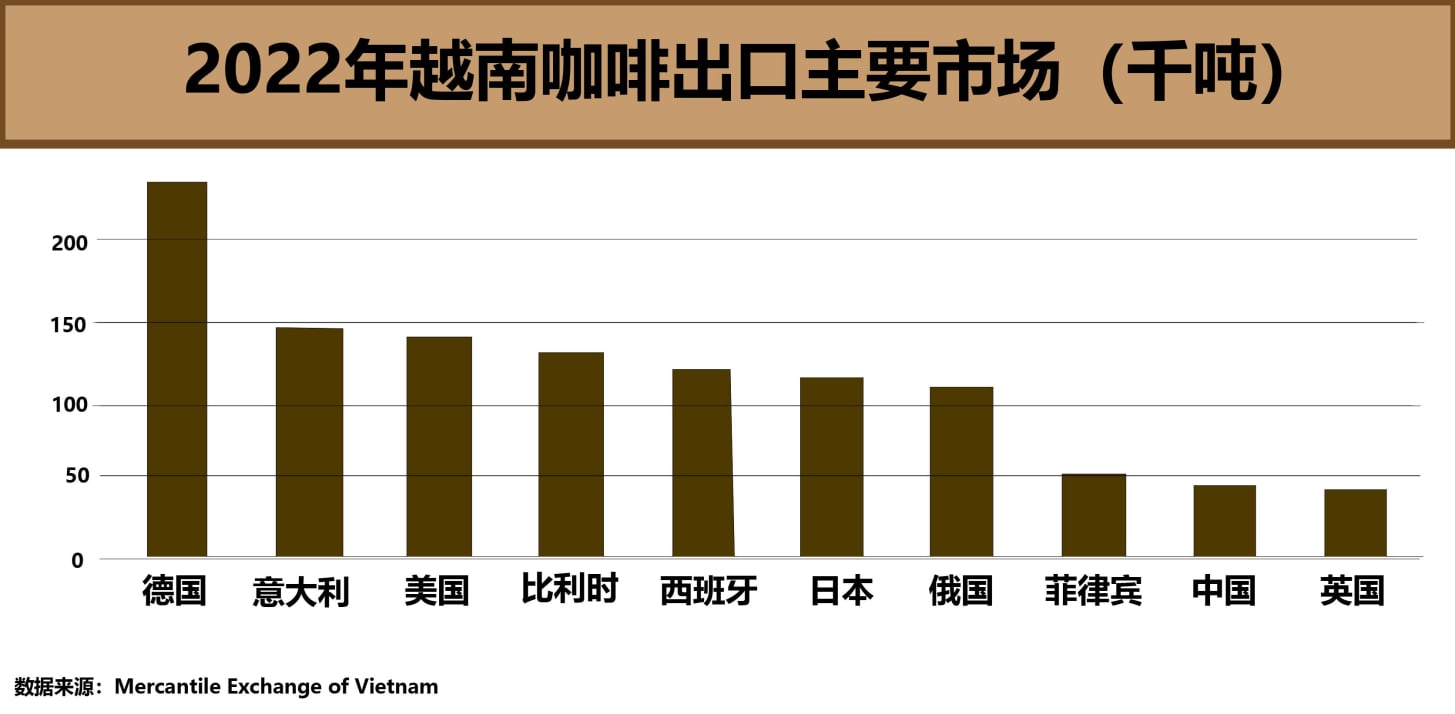 2022年越南咖啡出口主要市场（千吨）
200
150
100
50
0
德国 意大利 美国 比利时 西班牙 日本 俄国 菲律宾 中国 英国
数据来源：Mercantile Exchange of Vietnam